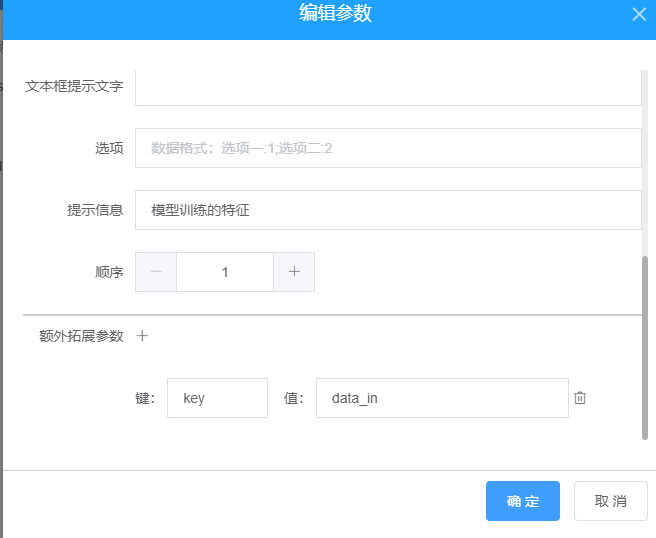 编辑参数
文本框提示文字
选项 数据格式：选项一:1;选项二:2
提示信息 模型训练的特征
顺序 1
额外拓展参数
键： key 值： data_in
确定 取消